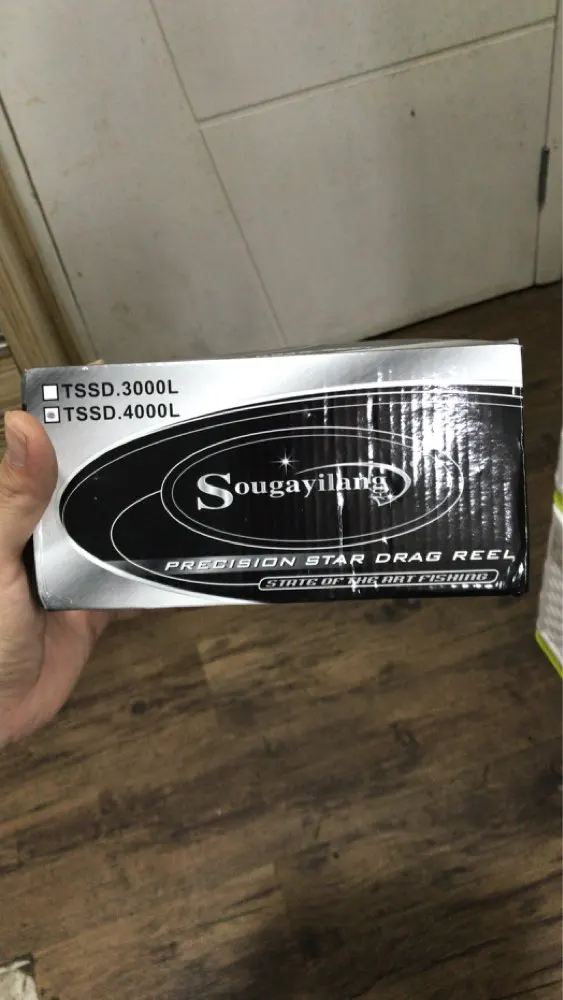 TSSD.3000L
TSSD.4000L
Sougayilang
PRECISION STAR DRAG REEL
STATE OF THE ART FISHING